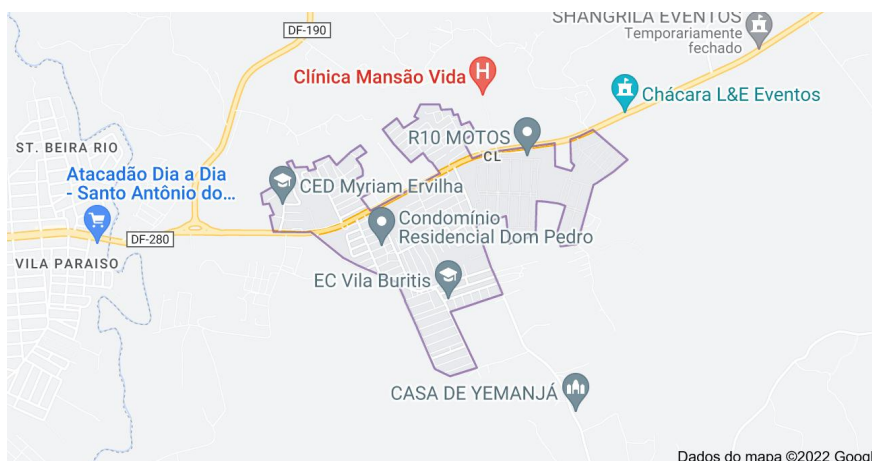 SHANGRILA EVENTOS
Temporariamente
fechado
DF-190
Clínica Mansão Vida
H
Chácara L&E Eventos
R10 MOTOS
CL
ST. BEIRA RIO
Atacadão Dia a Dia
- Santo Antônio do...
CED Myriam Ervilha
Condomínio
Residencial Dom Pedro
DF-280
VILA PARAISO
EC Vila Buritis
CASA DE YEMANJÁ
Dados do mapa ©2022 Googl